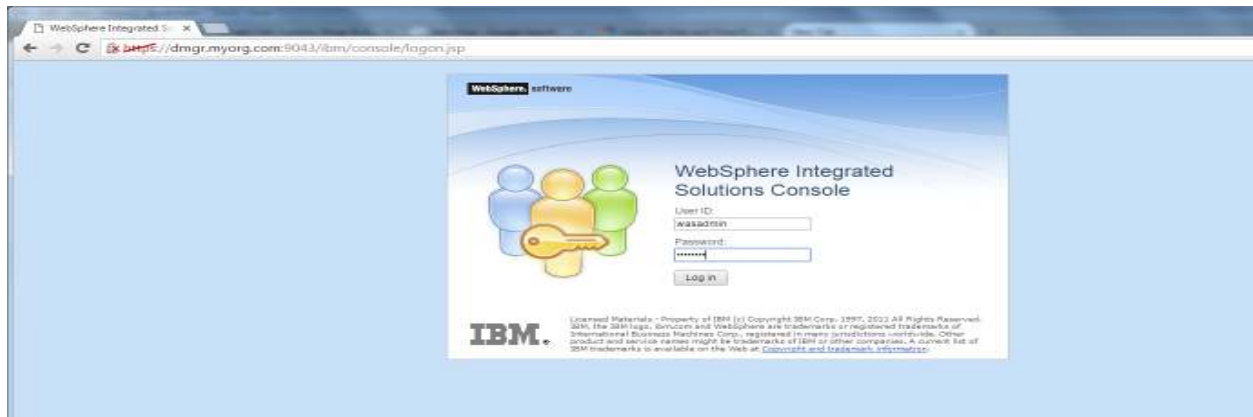 WebSphere Integrated S
https://dmgr.myorg.com:9043/ibm/console/logon.jsp
WebSphere. software
WebSphere Integrated
Solutions Console
User ID:
wasadmin
Password:
Log in
IBM.
Licensed Materials - Property of IBM (c) Copyright IBM Corp. 1997, 2011 All Rights Reserved.
IBM, the IBM logo, ibm.com and WebSphere are trademarks or registered trademarks of
International Business Machines Corp., registered in many jurisdictions worldwide. Other
product and service names might be trademarks of IBM or other companies. A current list of
IBM trademarks is available on the Web at Copyright and trademark information.